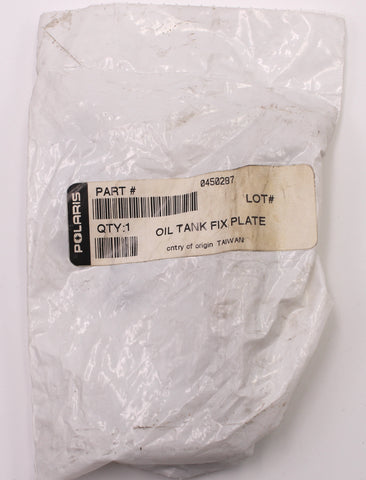 POLARIS
PART # 0450287
LOT#
QTY:1 OIL TANK FIX PLATE
cntry of origin TAIWAN